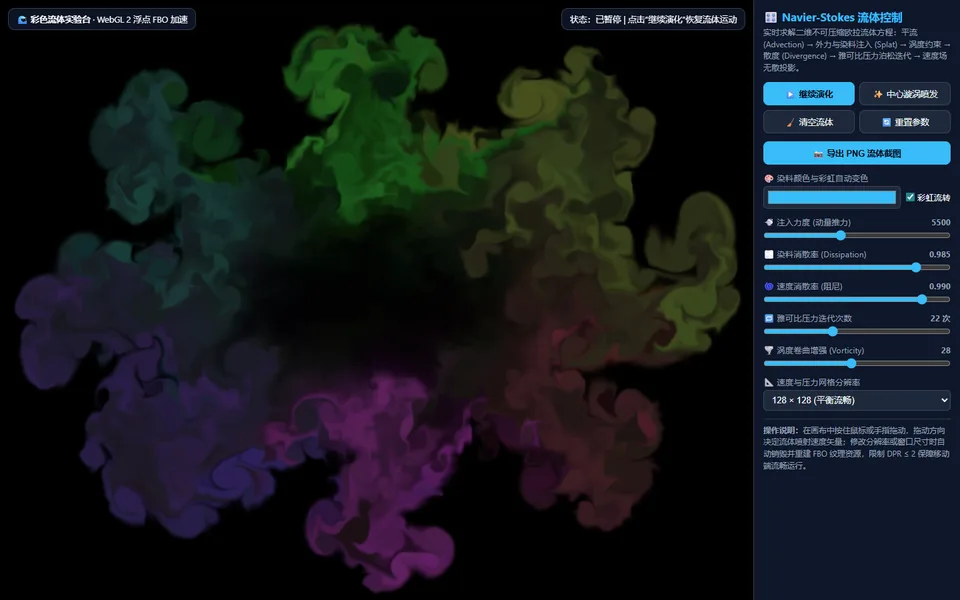 🌊 彩色流体实验台 · WebGL 2 浮点 FBO 加速
状态：已暂停 | 点击"继续演化"恢复流体运动
🎛️ Navier-Stokes 流体控制
实时求解二维不可压缩欧拉流体方程：平流
(Advection) → 外力与染料注入 (Splat) → 涡度约束 →
散度 (Divergence) → 雅可比压力泊松迭代 → 速度场
无散投影。
▶️ 继续演化
✨ 中心漩涡喷发
🧹 清空流体
🔄 重置参数
📷 导出 PNG 流体截图
🎨 染料颜色与彩虹自动变色
彩虹流转
注入力度 (动量推力)
5500
染料消散率 (Dissipation)
0.985
🌀 速度消散率 (阻尼)
0.990
雅可比压力迭代次数
22 次
🌪️ 涡度卷曲增强 (Vorticity)
28
📐 速度与压力网格分辨率
128 × 128 (平衡流畅)
操作说明：在画布中按住鼠标或手指拖动，拖动方向
决定流体喷射速度矢量；修改分辨率或窗口尺寸时自
动销毁并重建 FBO 纹理资源，限制 DPR ≤ 2 保障移动
端流畅运行。